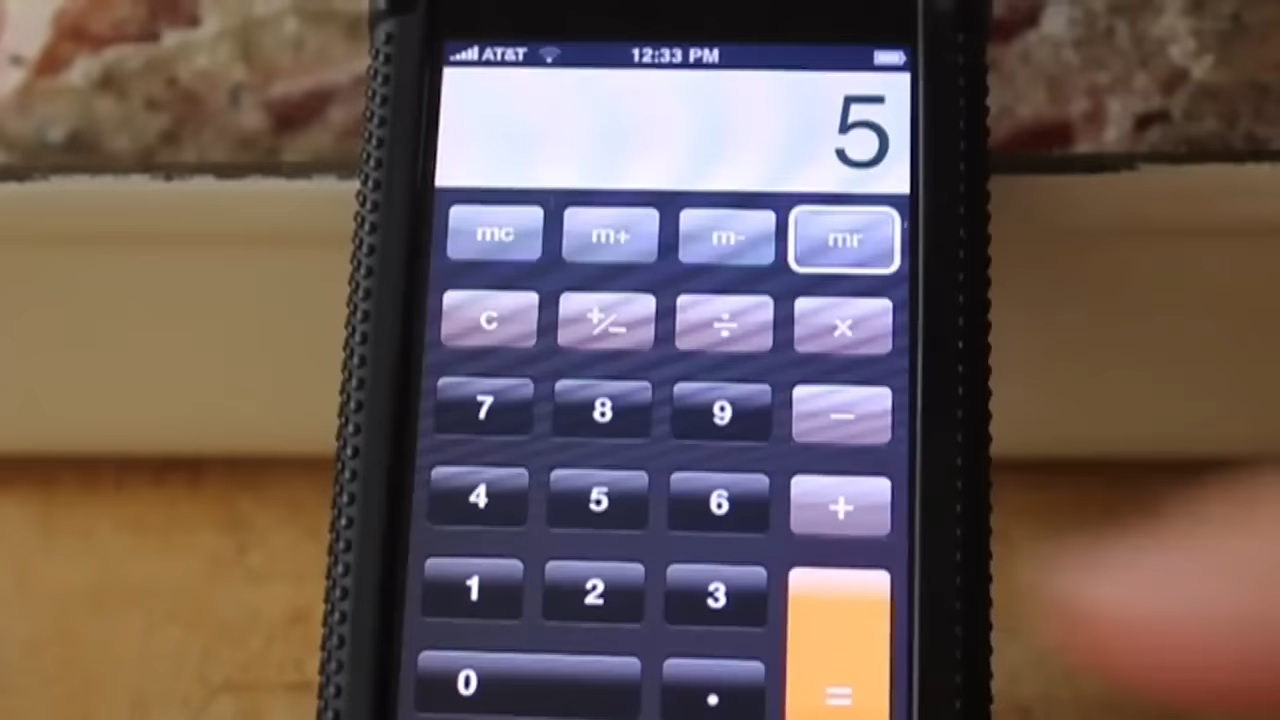 AT&T 12:33 PM
5
mc m+ m- mr
c +/− ÷ ×
7 8 9 −
4 5 6 +
1 2 3
0 . =